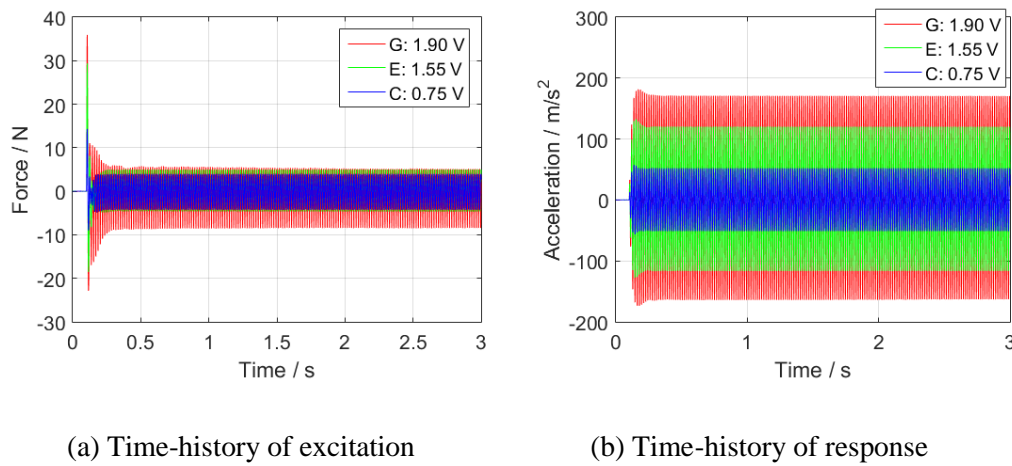 40
30
20
10
0
-10
-20
-30
Force / N
0 0.5 1 1.5 2 2.5 3
Time / s
G: 1.90 V
E: 1.55 V
C: 0.75 V
(a) Time-history of excitation
300
200
100
0
-100
-200
Acceleration / m/s²
0 1 2 3
Time / s
G: 1.90 V
E: 1.55 V
C: 0.75 V
(b) Time-history of response